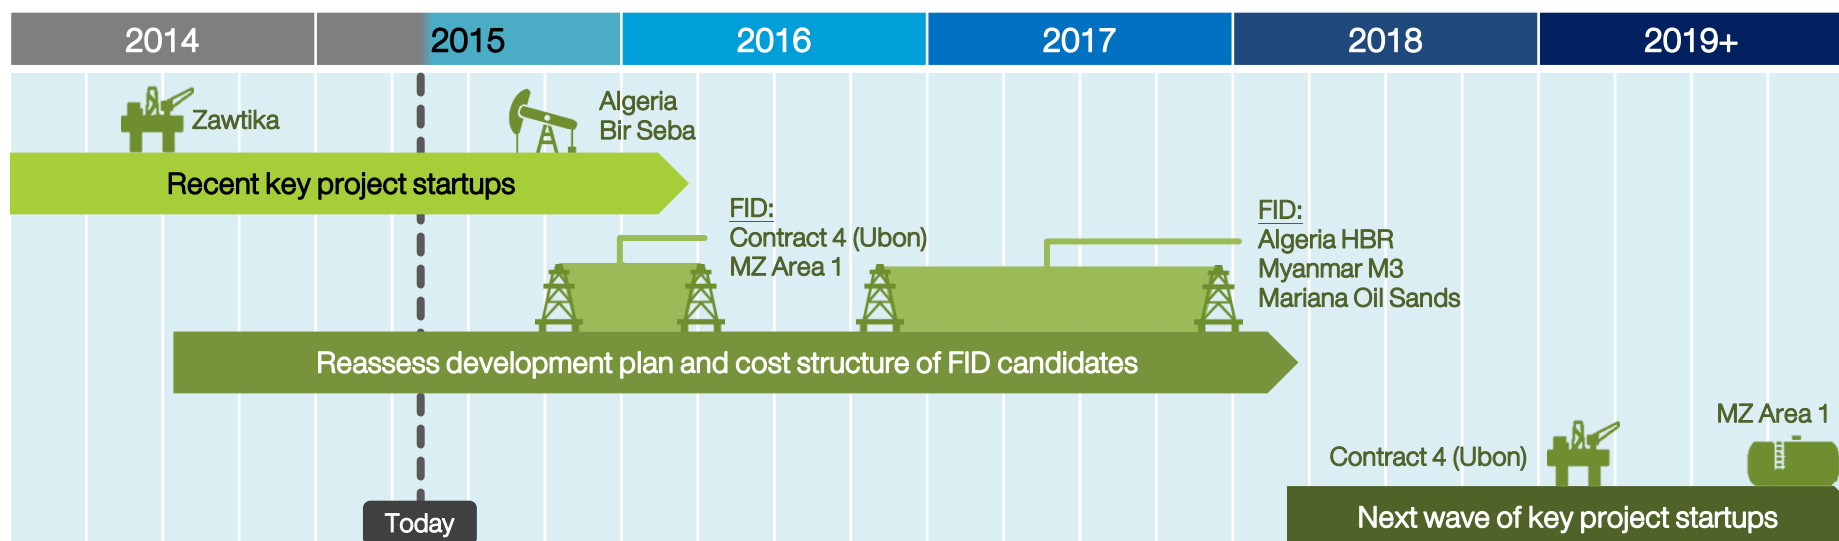 2014
2015
2016
2017
2018
2019+
Zawtika
Algeria
Bir Seba
Recent key project startups
FID:
Contract 4 (Ubon)
MZ Area 1
FID:
Algeria HBR
Myanmar M3
Mariana Oil Sands
Reassess development plan and cost structure of FID candidates
MZ Area 1
Contract 4 (Ubon)
Today
Next wave of key project startups